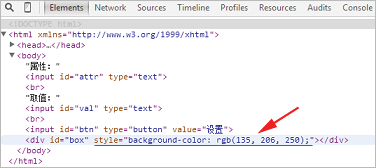 Elements Network Sources Timeline Profiles Resources Audit
<!DOCTYPE html>
▼<html xmlns="http://www.w3.org/1999/xhtml">
▶<head>…</head>
▼<body>
"属性："
<input id="attr" type="text">
<br>
"取值："
<input id="val" type="text">
<br>
<input id="btn" type="button" value="设置">
<div id="box" style="background-color: rgb(135, 206, 250);"></div>
</body>
</html>